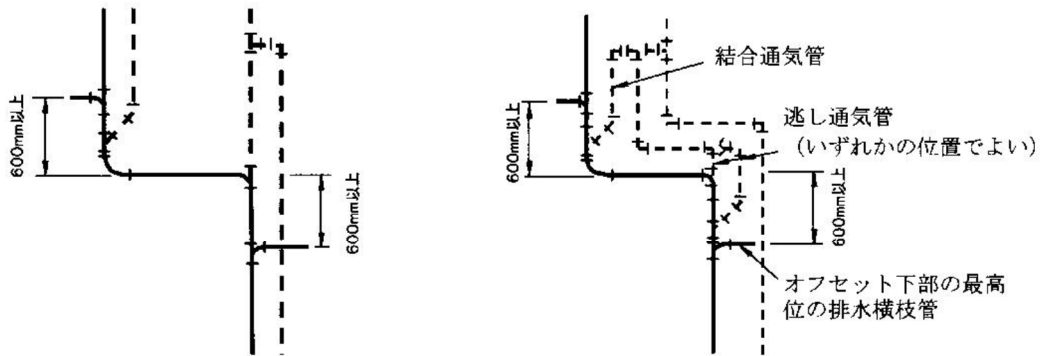 600mm以上
600mm以上
結合通気管
逃し通気管
（いずれかの位置でよい）
600mm以上
600mm以上
オフセット下部の最高
位の排水横枝管